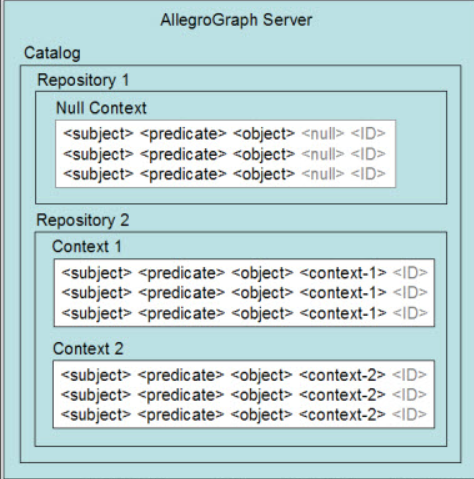 AllegroGraph Server
Catalog
Repository 1
Null Context
<subject> <predicate> <object> <null> <ID>
<subject> <predicate> <object> <null> <ID>
<subject> <predicate> <object> <null> <ID>
Repository 2
Context 1
<subject> <predicate> <object> <context-1> <ID>
<subject> <predicate> <object> <context-1> <ID>
<subject> <predicate> <object> <context-1> <ID>
Context 2
<subject> <predicate> <object> <context-2> <ID>
<subject> <predicate> <object> <context-2> <ID>
<subject> <predicate> <object> <context-2> <ID>